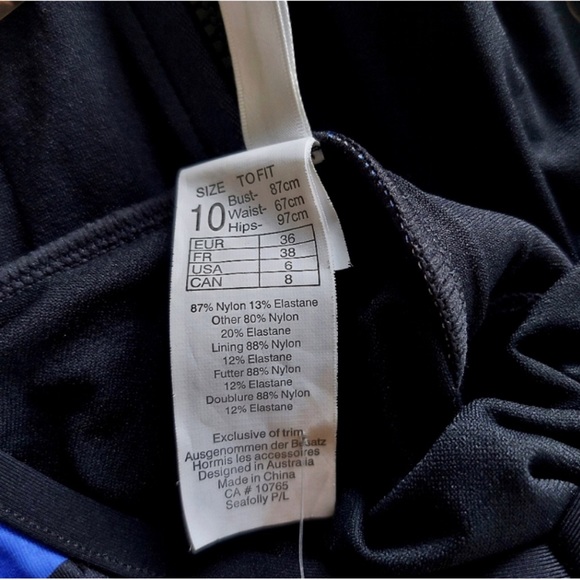 SIZE TO FIT
10 Bust- 87cm
Waist- 67cm
Hips- 97cm
EUR 36
FR 38
USA 6
CAN 8
87% Nylon 13% Elastane
Other 80% Nylon
20% Elastane
Lining 88% Nylon
12% Elastane
Futter 88% Nylon
12% Elastane
Doublure 88% Nylon
12% Elastane
Exclusive of trim
Ausgenommen der Besatz
Hormis les accessoires
Designed in Australia
Made in China
CA # 10765
Seafolly P/L